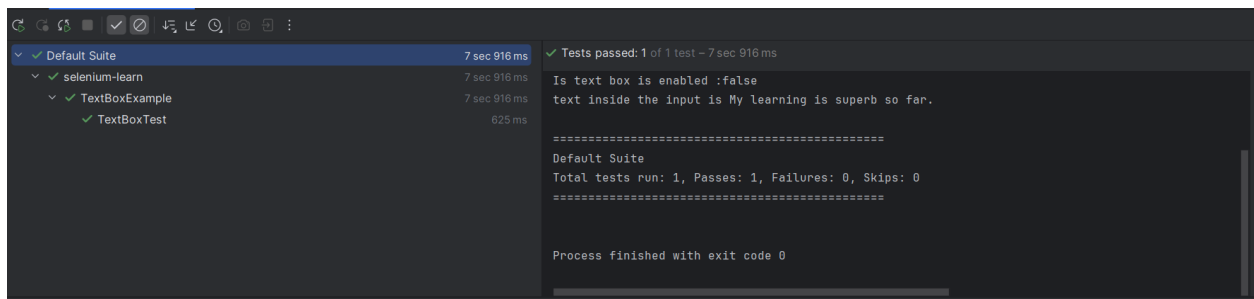 Default Suite 7 sec 916 ms
selenium-learn 7 sec 916 ms
TextBoxExample 7 sec 916 ms
TextBoxTest 625 ms
Tests passed: 1 of 1 test – 7 sec 916 ms
Is text box is enabled :false
text inside the input is My learning is superb so far.
===============================================
Default Suite
Total tests run: 1, Passes: 1, Failures: 0, Skips: 0
===============================================
Process finished with exit code 0